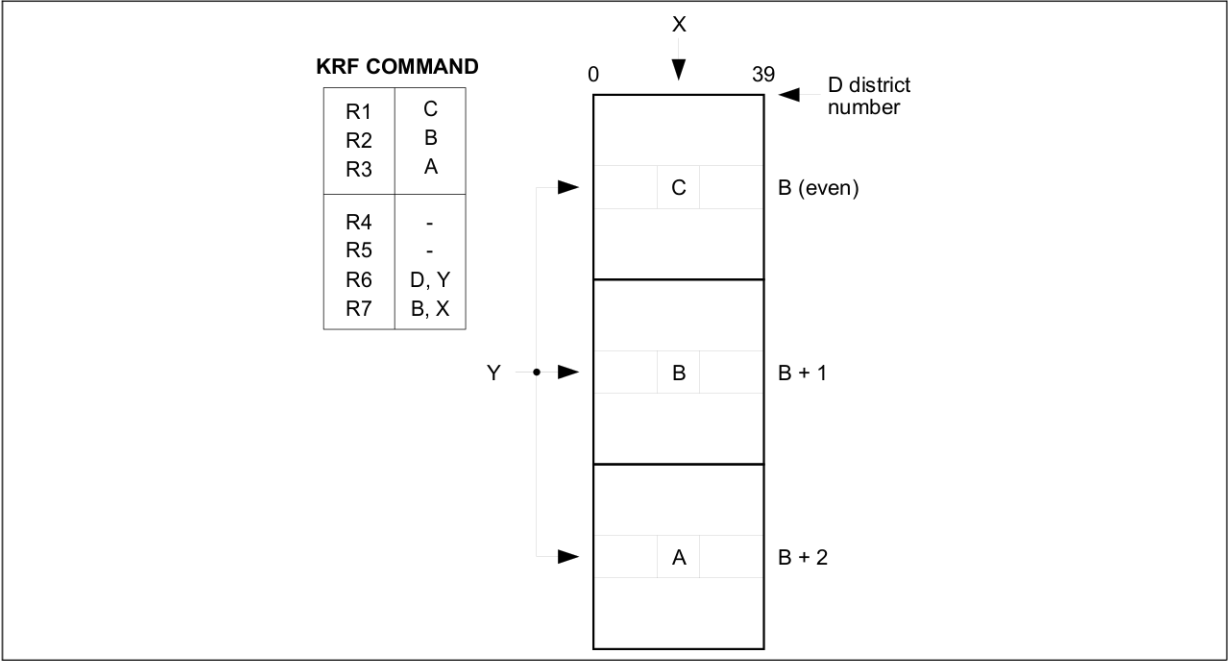 X
KRF COMMAND
0 39
D district
number
R1 C
R2 B
R3 A
R4 -
R5 -
R6 D, Y
R7 B, X
C B (even)
Y B B + 1
A B + 2